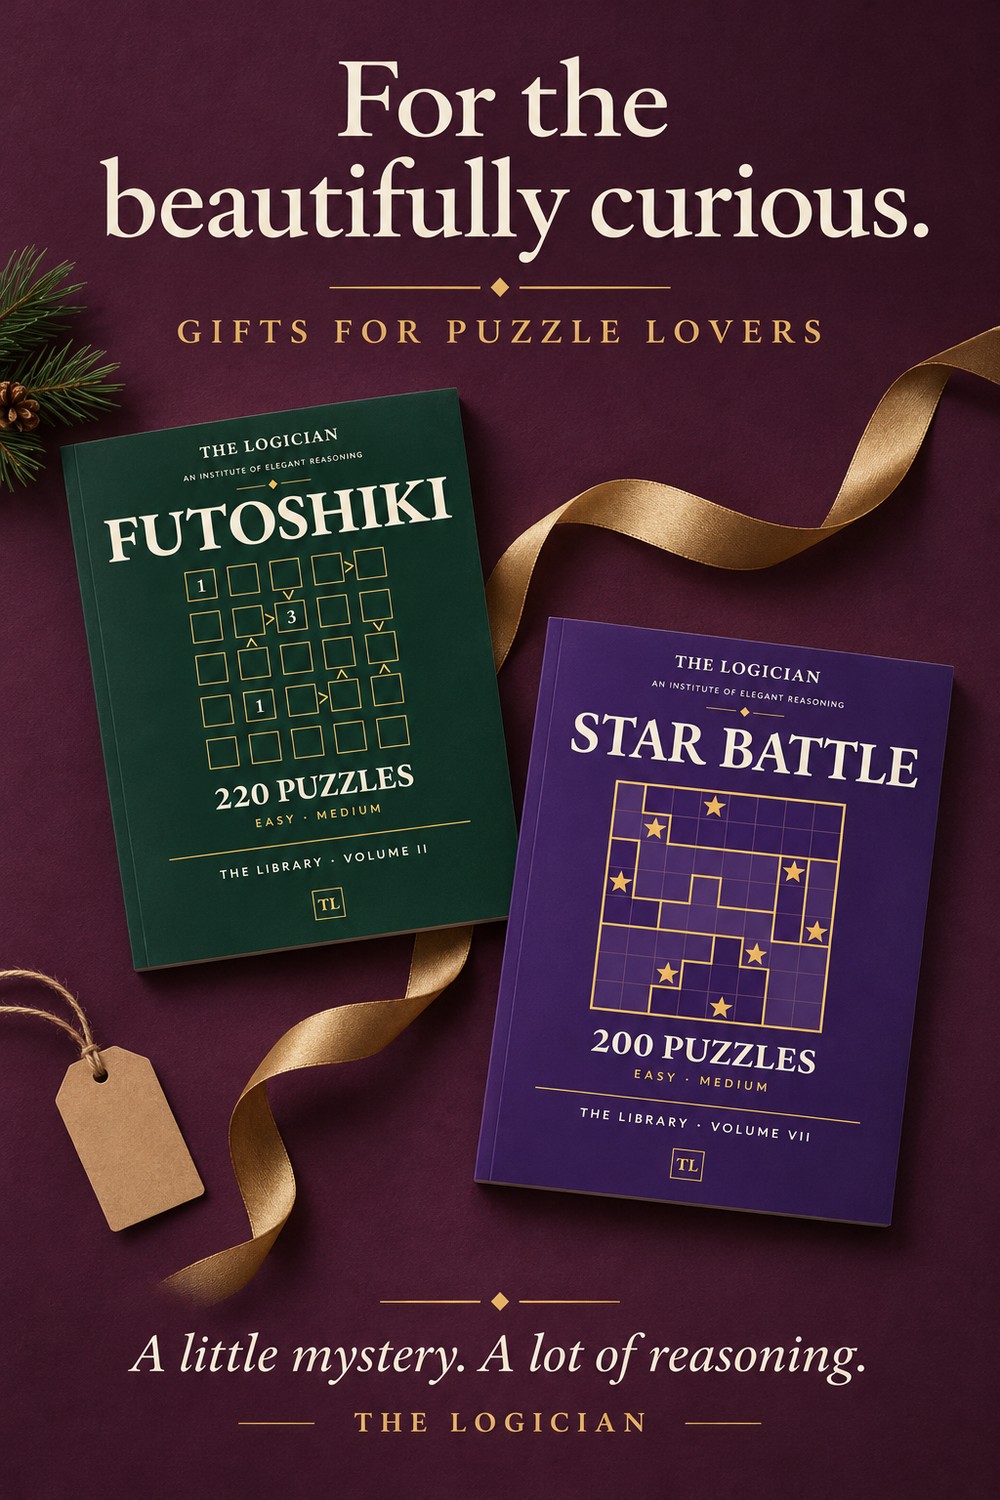 For the
beautifully curious.
GIFTS FOR PUZZLE LOVERS
THE LOGICIAN
AN INSTITUTE OF ELEGANT REASONING
FUTOSHIKI
1
>
>
3
1
>
220 PUZZLES
EASY · MEDIUM
THE LIBRARY · VOLUME II
TL
THE LOGICIAN
AN INSTITUTE OF ELEGANT REASONING
STAR BATTLE
200 PUZZLES
EASY · MEDIUM
THE LIBRARY · VOLUME VII
TL
A little mystery. A lot of reasoning.
THE LOGICIAN